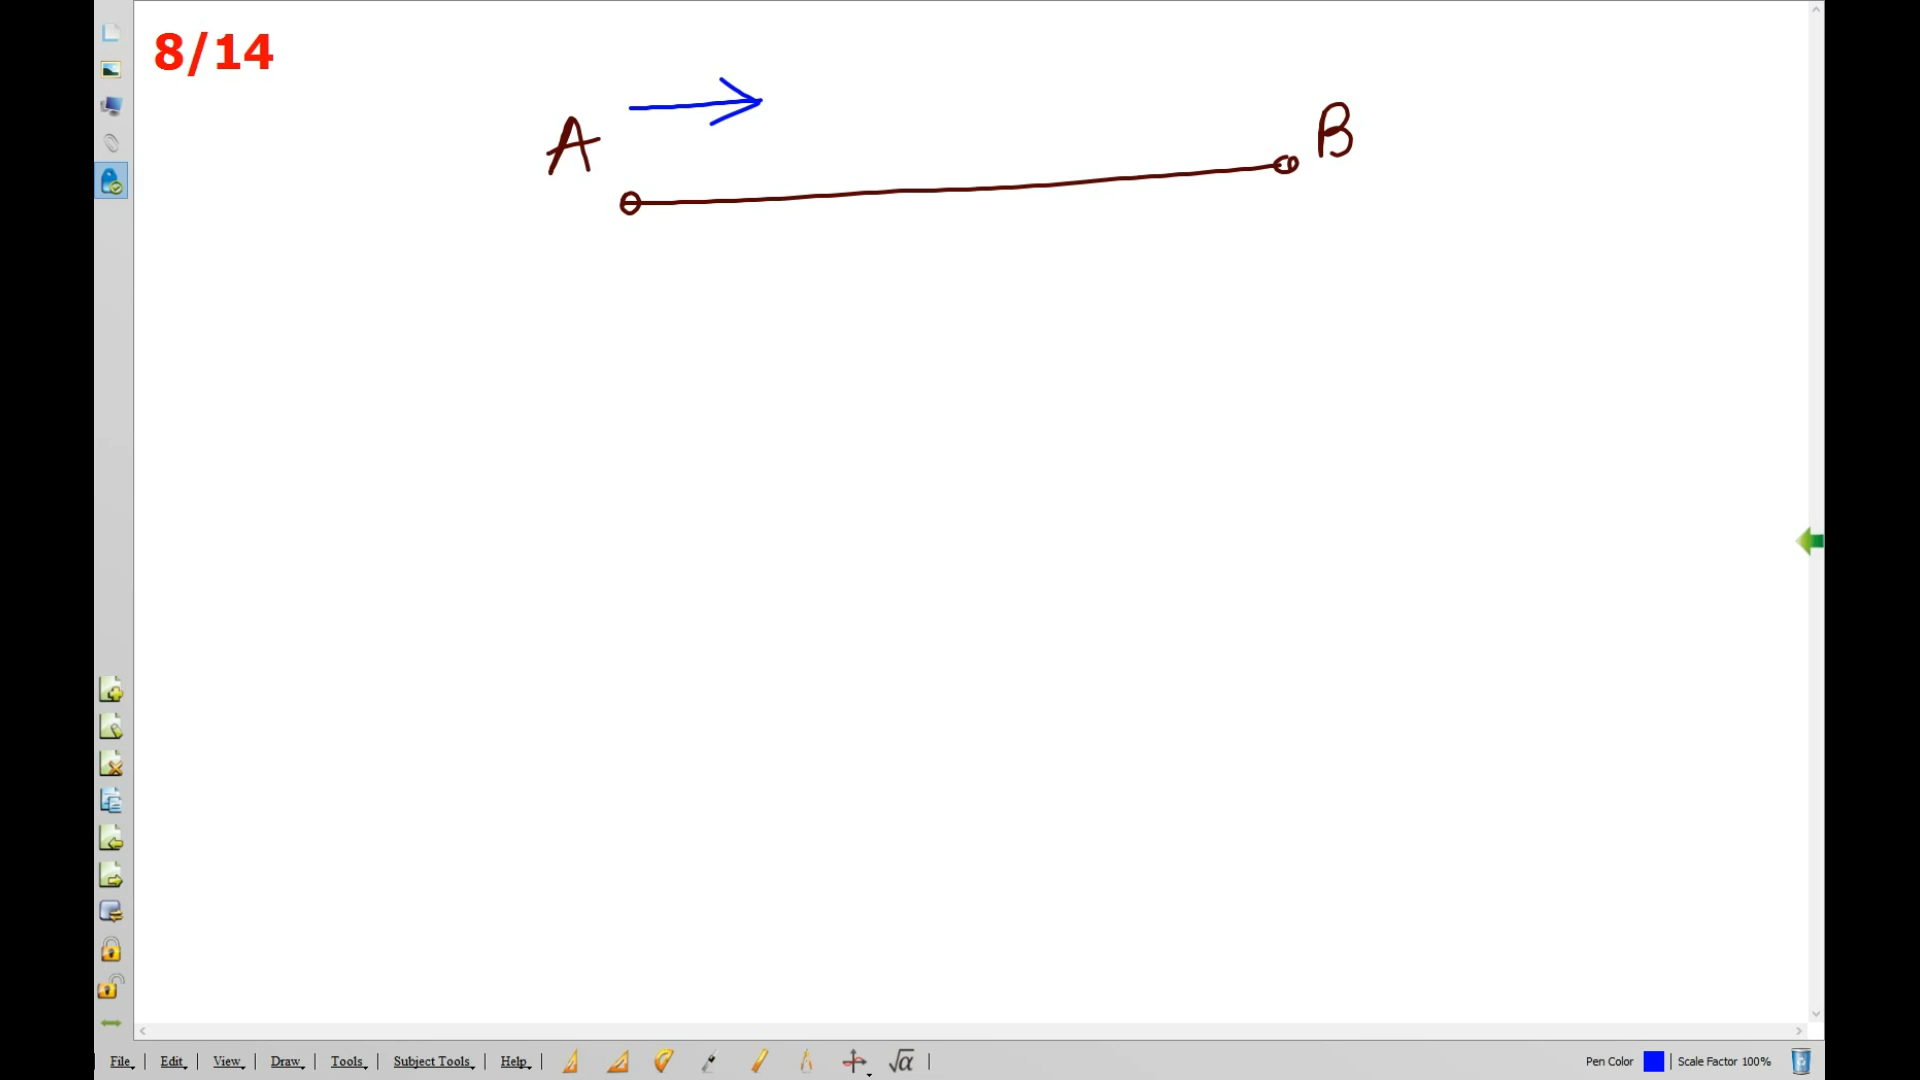 8/14
A
B
File
Edit
View
Draw
Tools
Subject Tools
Help
√α
Pen Color
Scale Factor 100%